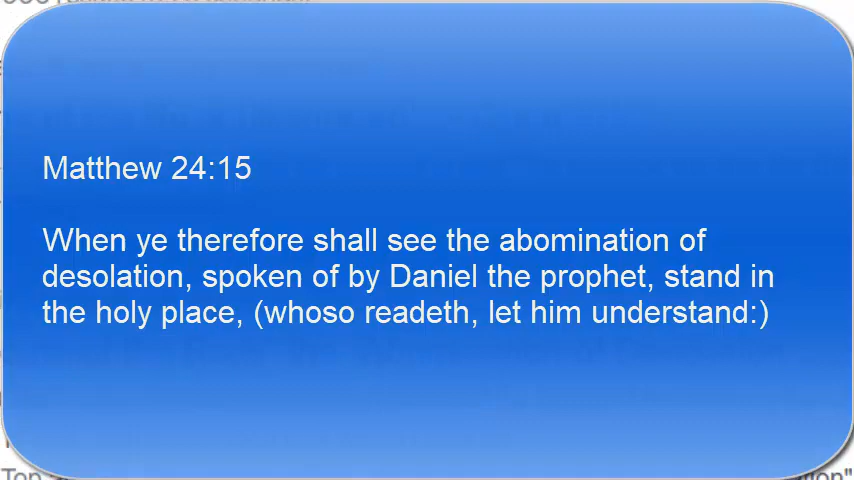 Matthew 24:15
When ye therefore shall see the abomination of
desolation, spoken of by Daniel the prophet, stand in
the holy place, (whoso readeth, let him understand:)
Top